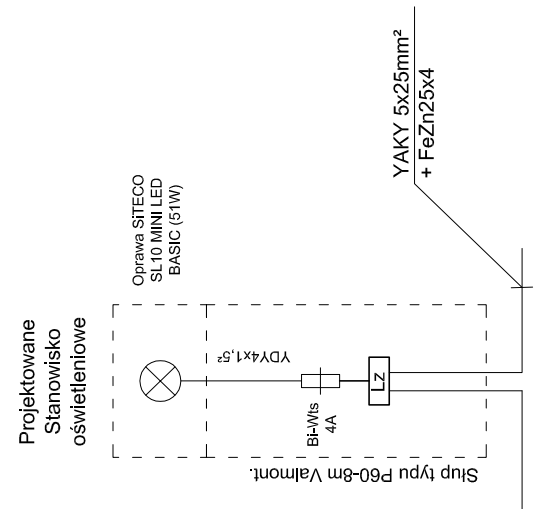 Projektowane
Stanowisko
oświetleniowe
Oprawa SiTECO
SL10 MINI LED
BASIC (51W)
YDY4x1,5²
Bi-Wts
4A
Lz
Słup typu P60-8m Valmont.
YAKY 5x25mm²
+ FeZn25x4